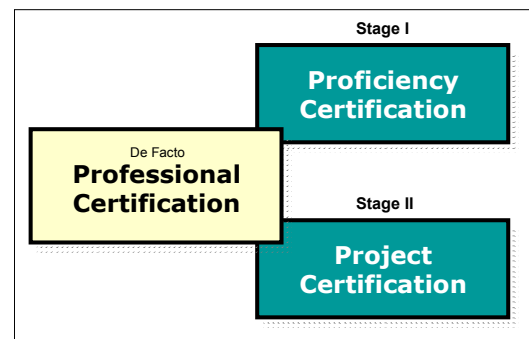 Stage I
Proficiency
Certification
De Facto
Professional
Certification
Stage II
Project
Certification